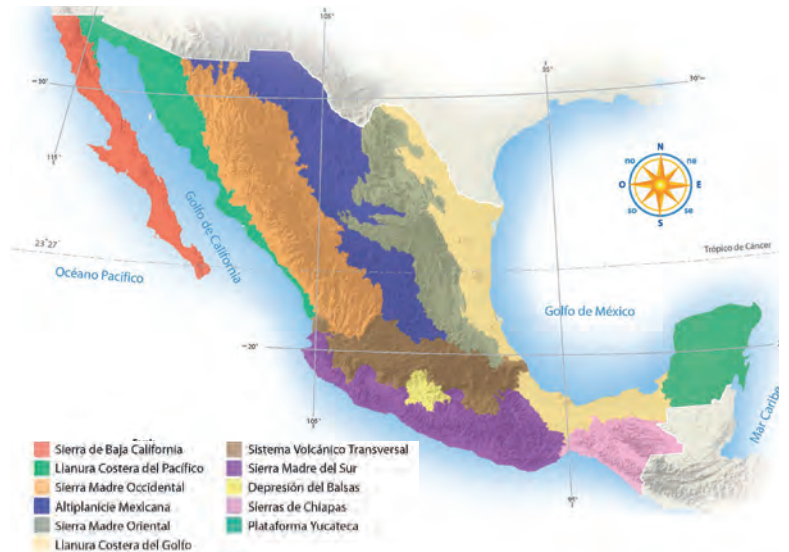 105°
95°
30°
30°
115°
N
no
ne
O
E
so
se
S
Golfo de California
23°27'
Trópico de Cáncer
Océano Pacífico
Golfo de México
20°
20
Mar Caribe
105°
95°
Sierra de Baja California
Llanura Costera del Pacífico
Sierra Madre Occidental
Altiplanicie Mexicana
Sierra Madre Oriental
Llanura Costera del Golfo
Sistema Volcánico Transversal
Sierra Madre del Sur
Depresión del Balsas
Sierras de Chiapas
Plataforma Yucateca